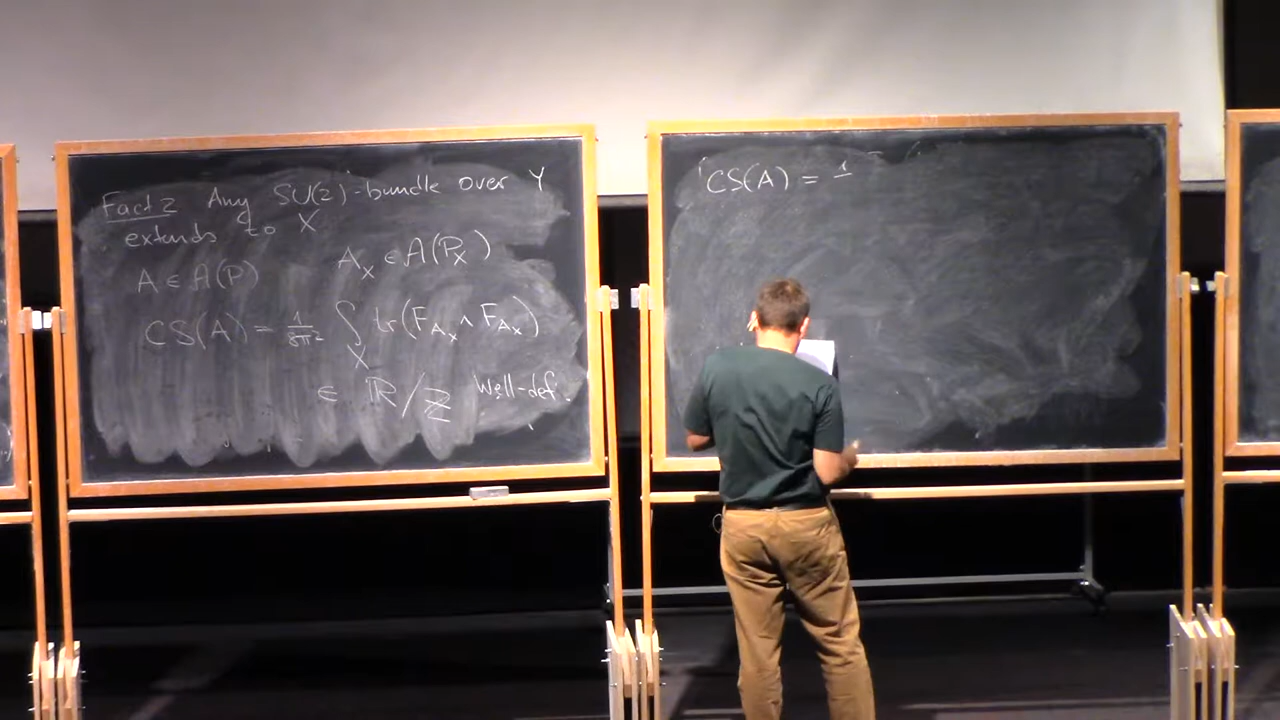 Fact 2 Any SU(2)-bundle over Y
extends to X
A ∈ A(P) A_X ∈ A(P_X)
CS(A) = 1/8π² ∫_X tr(F_{A_X} ∧ F_{A_X})
∈ ℝ/ℤ well-def.
CS(A) = 1